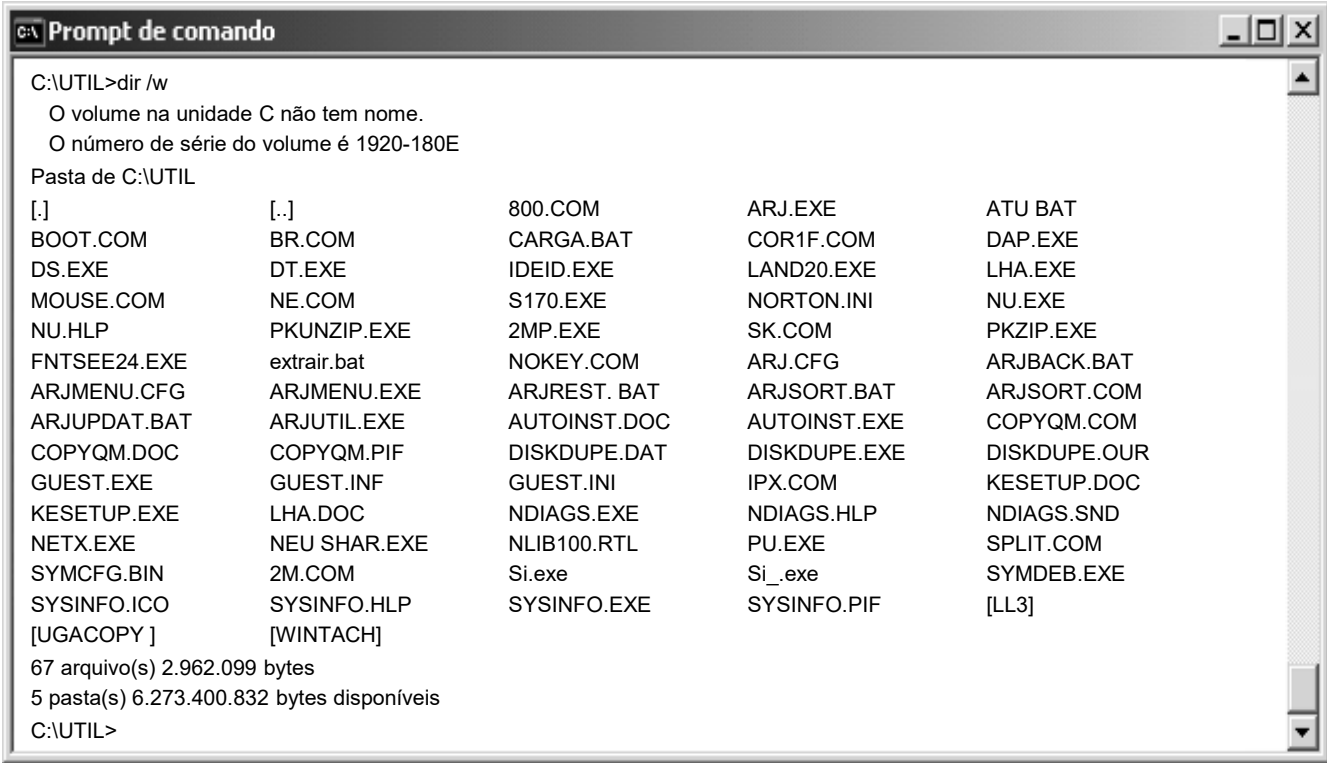 Prompt de comando
C:\UTIL>dir /w
O volume na unidade C não tem nome.
O número de série do volume é 1920-180E
Pasta de C:\UTIL
[.] [..] 800.COM ARJ.EXE ATU BAT
BOOT.COM BR.COM CARGA.BAT COR1F.COM DAP.EXE
DS.EXE DT.EXE IDEID.EXE LAND20.EXE LHA.EXE
MOUSE.COM NE.COM S170.EXE NORTON.INI NU.EXE
NU.HLP PKUNZIP.EXE 2MP.EXE SK.COM PKZIP.EXE
FNTSEE24.EXE extrair.bat NOKEY.COM ARJ.CFG ARJBACK.BAT
ARJMENU.CFG ARJMENU.EXE ARJREST. BAT ARJSORT.BAT ARJSORT.COM
ARJUPDAT.BAT ARJUTIL.EXE AUTOINST.DOC AUTOINST.EXE COPYQM.COM
COPYQM.DOC COPYQM.PIF DISKDUPE.DAT DISKDUPE.EXE DISKDUPE.OUR
GUEST.EXE GUEST.INF GUEST.INI IPX.COM KESETUP.DOC
KESETUP.EXE LHA.DOC NDIAGS.EXE NDIAGS.HLP NDIAGS.SND
NETX.EXE NEU SHAR.EXE NLIB100.RTL PU.EXE SPLIT.COM
SYMCFG.BIN 2M.COM Si.exe Si_.exe SYMDEB.EXE
SYSINFO.ICO SYSINFO.HLP SYSINFO.EXE SYSINFO.PIF [LL3]
[UGACOPY ] [WINTACH]
67 arquivo(s) 2.962.099 bytes
5 pasta(s) 6.273.400.832 bytes disponíveis
C:\UTIL>